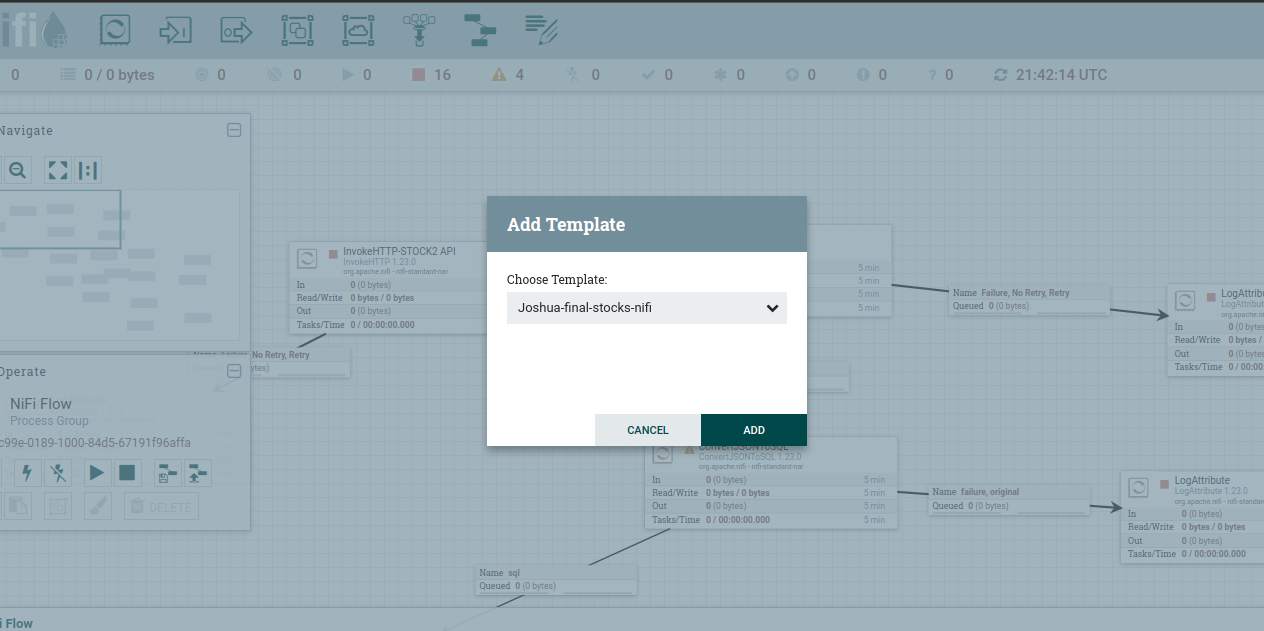 ifi
0
0 / 0 bytes
0
0
0
16
4
0
0
0
0
0
? 0
21:42:14 UTC
Navigate
Add Template
Choose Template:
Joshua-final-stocks-nifi
CANCEL
ADD
InvokeHTTP-STOCK2 API
InvokeHTTP 1.23.0
org.apache.nifi - nifi-standard-nar
In 0 (0 bytes)
Read/Write 0 bytes / 0 bytes
Out 0 (0 bytes)
Tasks/Time 0 / 00:00:00.000
5 min
5 min
5 min
5 min
Name Failure, No Retry, Retry
Queued 0 (0 bytes)
LogAttribu
LogAttribut
org.apache.n
In 0 (0 byte
Read/Write 0 bytes /
Out 0 (0 byte
Tasks/Time 0 / 00:00
Name Failure, No Retry, Retry
ytes)
Operate
NiFi Flow
Process Group
c99e-0189-1000-84d5-67191f96affa
DELETE
ConvertJSONToSQL
ConvertJSONToSQL 1.23.0
org.apache.nifi - nifi-standard-nar
In 0 (0 bytes) 5 min
Read/Write 0 bytes / 0 bytes 5 min
Out 0 (0 bytes) 5 min
Tasks/Time 0 / 00:00:00.000 5 min
Name failure, original
Queued 0 (0 bytes)
LogAttribute
LogAttribute 1.23.0
org.apache.nifi - nifi-standard-na
In 0 (0 bytes)
Read/Write 0 bytes / 0 bytes
Out 0 (0 bytes)
Tasks/Time 0 / 00:00:00.000
Name sql
Queued 0 (0 bytes)
i Flow